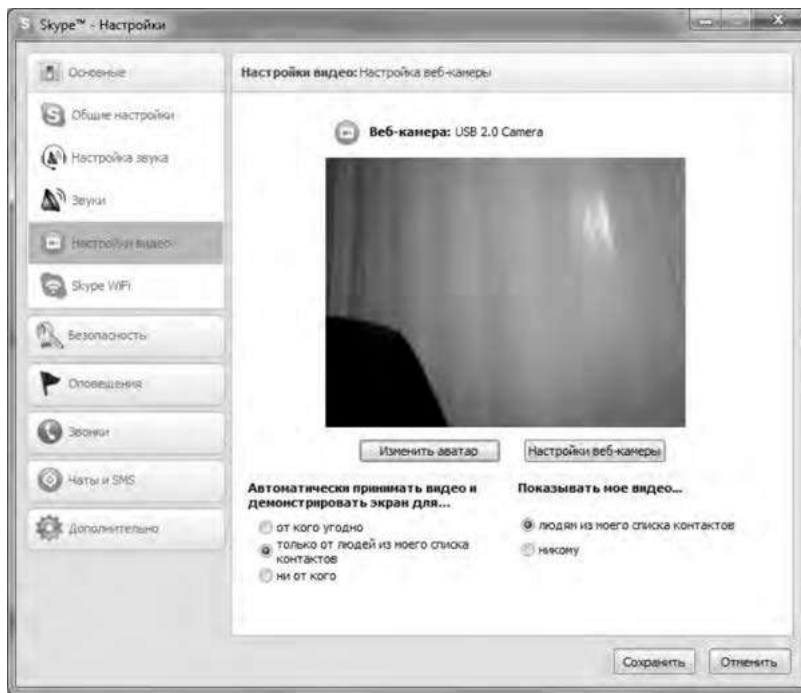 Skype™ - Настройки
Основные
Общие настройки
Настройка звука
Звуки
Настройки видео
Skype WiFi
Безопасность
Оповещения
Звонки
Чаты и SMS
Дополнительно
Настройки видео: Настройка веб-камеры
Веб-камера: USB 2.0 Camera
Изменить аватар
Настройки веб-камеры
Автоматически принимать видео и
демонстрировать экран для...
от кого угодно
только от людей из моего списка
контактов
ни от кого
Показывать мое видео...
людям из моего списка контактов
никому
Сохранить
Отменить